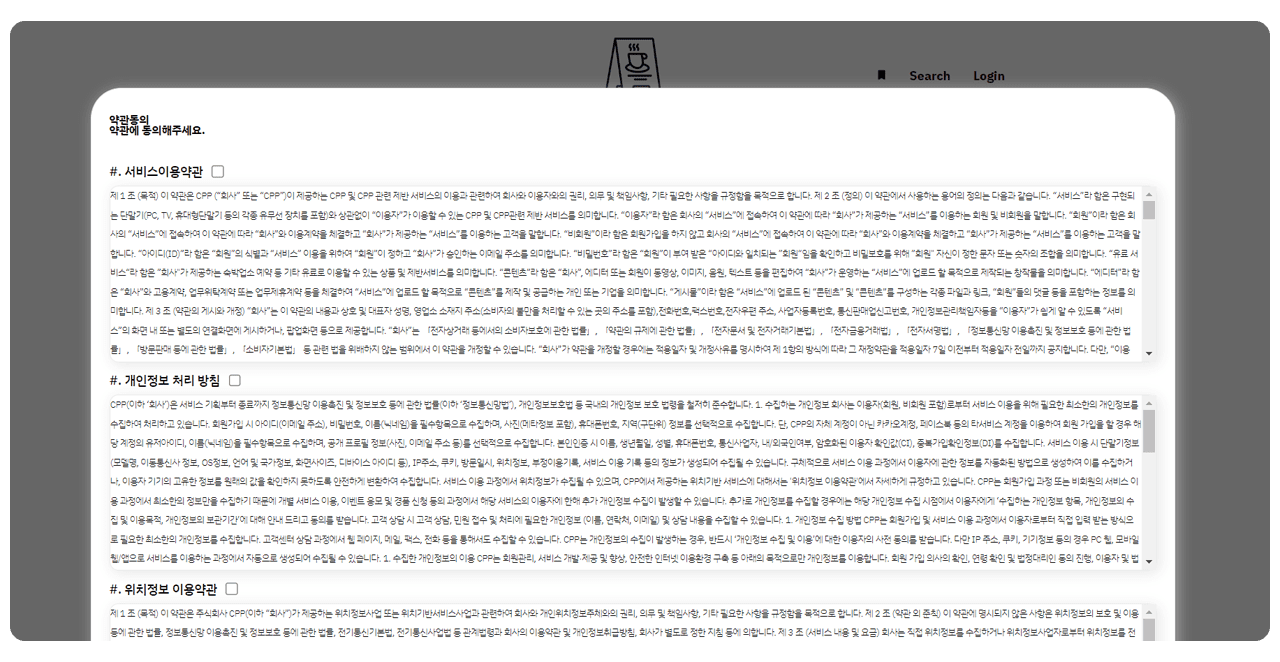 Search
Login
약관동의
약관에 동의해주세요.
#. 서비스이용약관
제 1 조 (목적) 이 약관은 CPP (“회사” 또는 “CPP”)이 제공하는 CPP 및 CPP 관련 제반 서비스의 이용과 관련하여 회사와 이용자와의 권리, 의무 및 책임사항, 기타 필요한 사항을 규정함을 목적으로 합니다. 제 2 조 (정의) 이 약관에서 사용하는 용어의 정의는 다음과 같습니다. “서비스”라 함은 구현되
는 단말기(PC, TV, 휴대형단말기 등의 각종 유무선 장치를 포함)와 상관없이 “이용자”가 이용할 수 있는 CPP 및 CPP관련 제반 서비스를 의미합니다. “이용자”라 함은 회사의 “서비스”에 접속하여 이 약관에 따라 “회사”가 제공하는 “서비스”를 이용하는 회원 및 비회원을 말합니다. “회원”이라 함은 회
사의 “서비스”에 접속하여 이 약관에 따라 “회사”와 이용계약을 체결하고 “회사”가 제공하는 “서비스”를 이용하는 고객을 말합니다. “비회원”이라 함은 회원가입을 하지 않고 회사의 “서비스”에 접속하여 이 약관에 따라 “회사”와 이용계약을 체결하고 “회사”가 제공하는 “서비스”를 이용하는 고객을 말
합니다. “아이디(ID)”라 함은 “회원”의 식별과 “서비스” 이용을 위하여 “회원”이 정하고 “회사”가 승인하는 이메일 주소를 의미합니다. “비밀번호”라 함은 “회원”이 부여 받은 “아이디와 일치되는 “회원”임을 확인하고 비밀보호를 위해 “회원” 자신이 정한 문자 또는 숫자의 조합을 의미합니다. “유료 서
비스”라 함은 “회사”가 제공하는 숙박업소 예약 등 기타 유료로 이용할 수 있는 상품 및 제반서비스를 의미합니다. “콘텐츠”라 함은 “회사”, 에디터 또는 회원이 동영상, 이미지, 음원, 텍스트 등을 편집하여 “회사”가 운영하는 “서비스”에 업로드 할 목적으로 제작되는 창작물을 의미합니다. “에디터”라 함
은 “회사”와 고용계약, 업무위탁계약 또는 업무제휴계약 등을 체결하여 “서비스”에 업로드 할 목적으로 “콘텐츠”를 제작 및 공급하는 개인 또는 기업을 의미합니다. “게시물”이라 함은 “서비스”에 업로드 된 “콘텐츠” 및 “콘텐츠”를 구성하는 각종 파일과 링크, “회원”들의 댓글 등을 포함하는 정보를 의
미합니다. 제 3 조 (약관의 게시와 개정) “회사”는 이 약관의 내용과 상호 및 대표자 성명, 영업소 소재지 주소(소비자의 불만을 처리할 수 있는 곳의 주소를 포함),전화번호,팩스번호,전자우편 주소, 사업자등록번호, 통신판매업신고번호, 개인정보관리책임자등을 “이용자”가 쉽게 알 수 있도록 “서비
스”의 화면 내 또는 별도의 연결화면에 게시하거나, 팝업화면 등으로 제공합니다. “회사”는 「전자상거래 등에서의 소비자보호에 관한 법률」, 「약관의 규제에 관한 법률」, 「전자문서 및 전자거래기본법」, 「전자금융거래법」, 「전자서명법」, 「정보통신망 이용촉진 및 정보보호 등에 관한 법
률」, 「방문판매 등에 관한 법률」, 「소비자기본법」 등 관련 법을 위배하지 않는 범위에서 이 약관을 개정할 수 있습니다. “회사”가 약관을 개정할 경우에는 적용일자 및 개정사유를 명시하여 제 1항의 방식에 따라 그 재정약관을 적용일자 7일 이전부터 적용일자 전일까지 공지합니다. 다만, “이용
#. 개인정보 처리 방침
CPP(이하 ‘회사’)은 서비스 기획부터 종료까지 정보통신망 이용촉진 및 정보보호 등에 관한 법률(이하 ‘정보통신망법’), 개인정보보호법 등 국내의 개인정보 보호 법령을 철저히 준수합니다. 1. 수집하는 개인정보 회사는 이용자(회원, 비회원 포함)로부터 서비스 이용을 위해 필요한 최소한의 개인정보를
수집하여 처리하고 있습니다. 회원가입 시 아이디(이메일 주소), 비밀번호, 이름(닉네임)을 필수항목으로 수집하며, 사진(메타정보 포함), 휴대폰번호, 지역(구단위) 정보를 선택으로 수집합니다. 단, CPP의 자체 계정이 아닌 카카오계정, 페이스북 등의 타서비스 계정을 이용하여 회원 가입을 할 경우 해
당 계정의 유저아이디, 이름(닉네임)을 필수항목으로 수집하며, 공개 프로필 정보(사진, 이메일 주소 등)를 선택으로 수집합니다. 본인인증 시 이름, 생년월일, 성별, 휴대폰번호, 통신사업자, 내/외국인여부, 암호화된 이용자 확인값(CI), 중복가입확인정보(DI)를 수집합니다. 서비스 이용 시 단말기정보
(모델명, 이동통신사 정보, OS정보, 언어 및 국가정보, 화면사이즈, 디바이스 아이디 등), IP주소, 쿠키, 방문일시, 위치정보, 부정이용기록, 서비스 이용 기록 등의 정보가 생성되어 수집될 수 있습니다. 구체적으로 서비스 이용 과정에서 이용자에 관한 정보를 자동화된 방법으로 생성하여 이를 수집하거
나, 이용자 기기의 고유한 정보를 원래의 값을 확인하지 못하도록 안전하게 변환하여 수집합니다. 서비스 이용 과정에서 위치정보가 수집될 수 있으며, CPP에서 제공하는 위치기반 서비스에 대해서는 '위치정보 이용약관'에서 자세하게 규정하고 있습니다. CPP는 회원가입 과정 또는 비회원의 서비스 이
용 과정에서 최소한의 정보만을 수집하기 때문에 개별 서비스 이용, 이벤트 응모 및 경품 신청 등의 과정에서 해당 서비스의 이용자에 한해 추가 개인정보 수집이 발생할 수 있습니다. 추가로 개인정보를 수집할 경우에는 해당 개인정보 수집 시점에서 이용자에게 ‘수집하는 개인정보 항목, 개인정보의 수
집 및 이용목적, 개인정보의 보관기간’에 대해 안내 드리고 동의를 받습니다. 고객 상담 시 고객 상담, 민원 접수 및 처리에 필요한 개인정보 (이름, 연락처, 이메일) 및 상담 내용을 수집할 수 있습니다. 1. 개인정보 수집 방법 CPP는 회원가입 및 서비스 이용 과정에서 이용자로부터 직접 입력 받는 방식으
로 필요한 최소한의 개인정보를 수집합니다. 고객센터 상담 과정에서 웹 페이지, 메일, 팩스, 전화 등을 통해서도 수집할 수 있습니다. CPP는 개인정보의 수집이 발생하는 경우, 반드시 ‘개인정보 수집 및 이용’에 대한 이용자의 사전 동의를 받습니다. 다만 IP 주소, 쿠키, 기기정보 등의 경우 PC 웹, 모바일
웹/앱으로 서비스를 이용하는 과정에서 자동으로 생성되어 수집될 수 있습니다. 1. 수집한 개인정보의 이용 CPP는 회원관리, 서비스 개발·제공 및 향상, 안전한 인터넷 이용환경 구축 등 아래의 목적으로만 개인정보를 이용합니다. 회원 가입 의사의 확인, 연령 확인 및 법정대리인 동의 진행, 이용자 및 법
#. 위치정보 이용약관
제 1 조 (목적) 이 약관은 주식회사 CPP(이하 “회사”)가 제공하는 위치정보사업 또는 위치기반서비스사업과 관련하여 회사와 개인위치정보주체와의 권리, 의무 및 책임사항, 기타 필요한 사항을 규정함을 목적으로 합니다. 제 2 조 (약관 외 준칙) 이 약관에 명시되지 않은 사항은 위치정보의 보호 및 이용
등에 관한 법률, 정보통신망 이용촉진 및 정보보호 등에 관한 법률, 전기통신기본법, 전기통신사업법 등 관계법령과 회사의 이용약관 및 개인정보취급방침, 회사가 별도로 정한 지침 등에 의합니다. 제 3 조 (서비스 내용 및 요금) 회사는 직접 위치정보를 수집하거나 위치정보사업자로부터 위치정보를 전